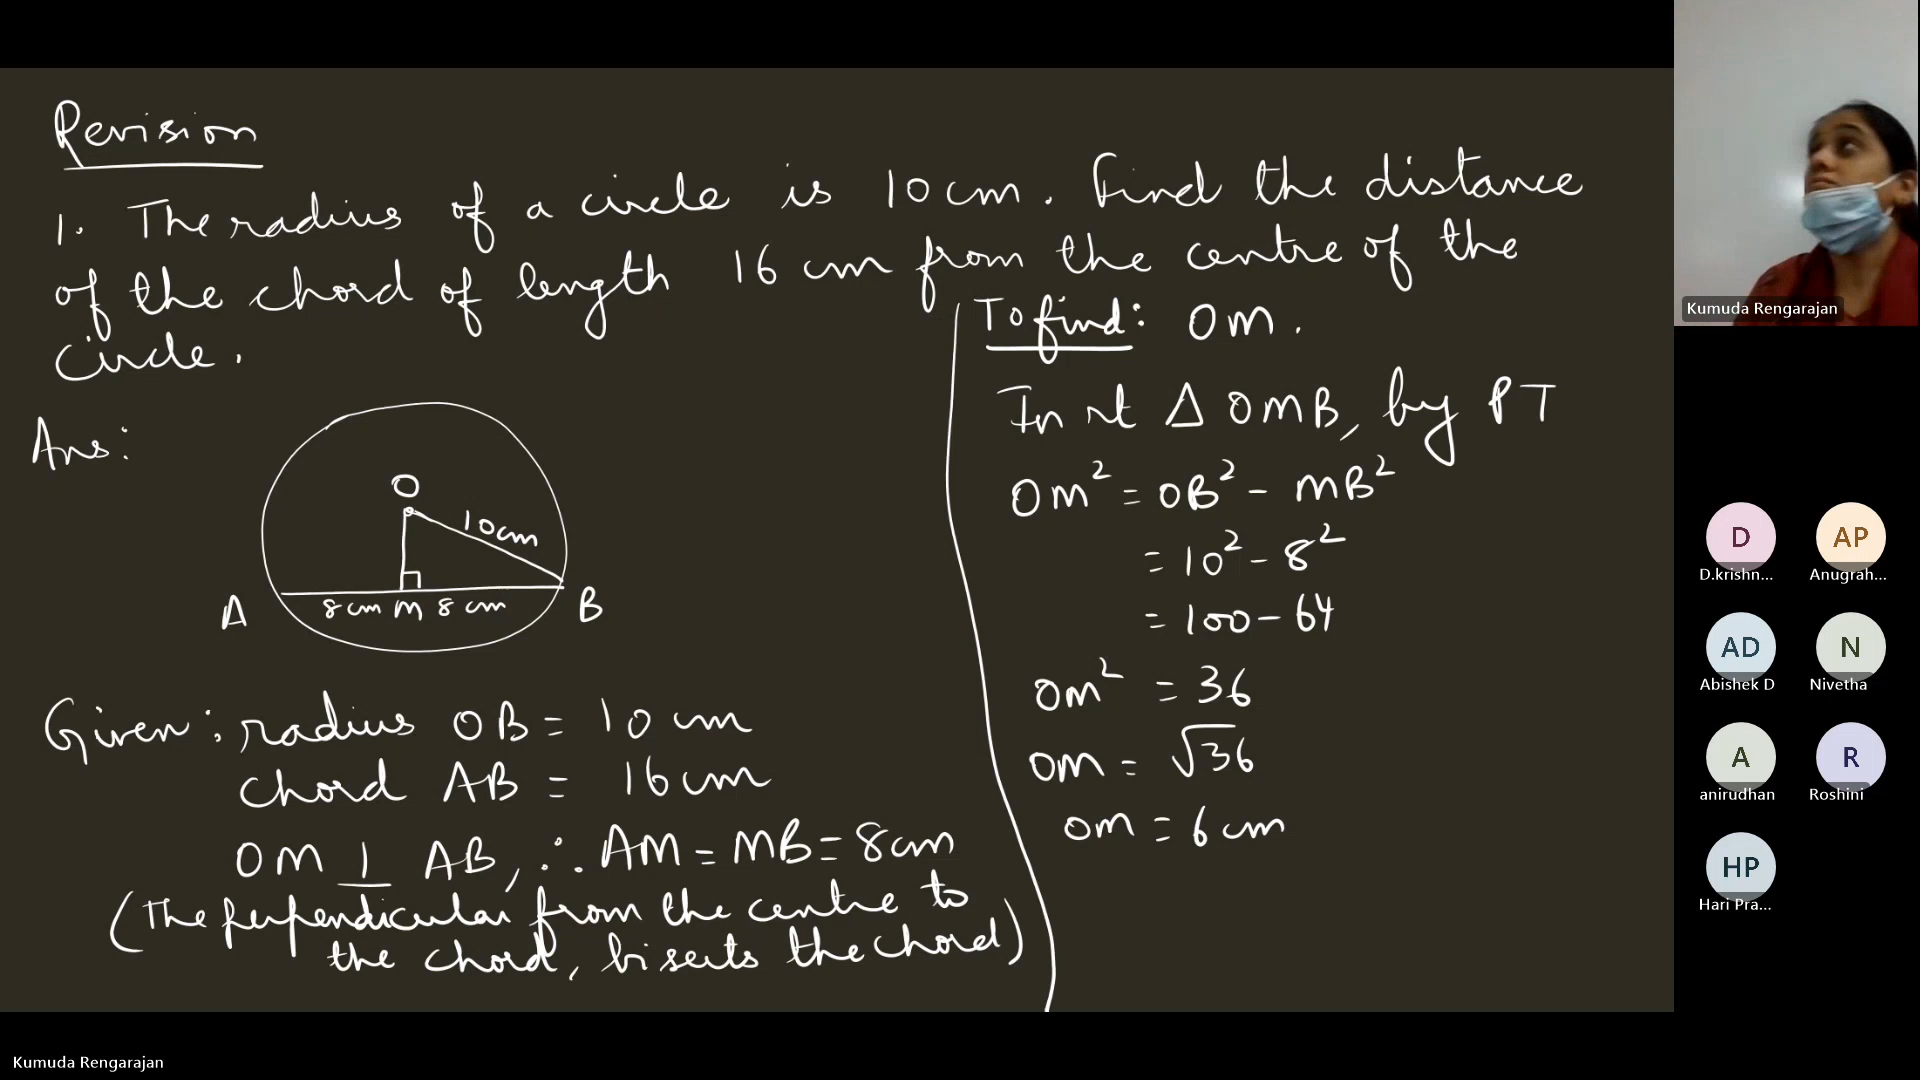 Revision
1. The radius of a circle is 10cm. Find the distance
of the chord of length 16 cm from the centre of the
circle.
Ans:
O
10cm
A
8 cm M 8 cm
B
Given: radius OB = 10 cm
chord AB = 16cm
OM ⊥ AB, ∴ AM = MB = 8cm
(The perpendicular from the centre to
the chord, bisects the chord)
To find: OM.
In rt Δ OMB, by PT
OM² = OB² - MB²
= 10² - 8²
= 100 - 64
OM² = 36
OM = √36
OM = 6 cm
Kumuda Rengarajan
D
D.krishn...
AP
Anugrah...
AD
Abishek D
N
Nivetha
A
anirudhan
R
Roshini
HP
Hari Pra...
Kumuda Rengarajan